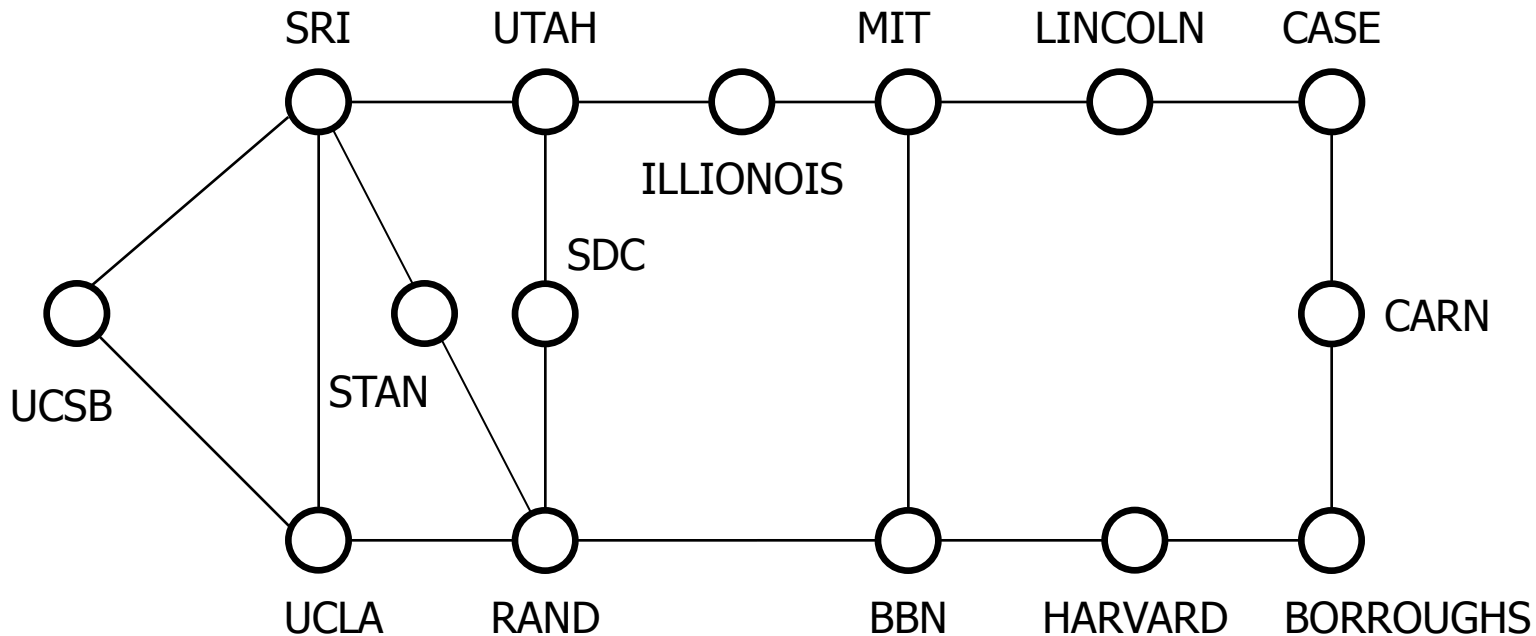 SRI
UTAH
MIT
LINCOLN
CASE
ILLIONOIS
SDC
CARN
STAN
UCSB
UCLA
RAND
BBN
HARVARD
BORROUGHS